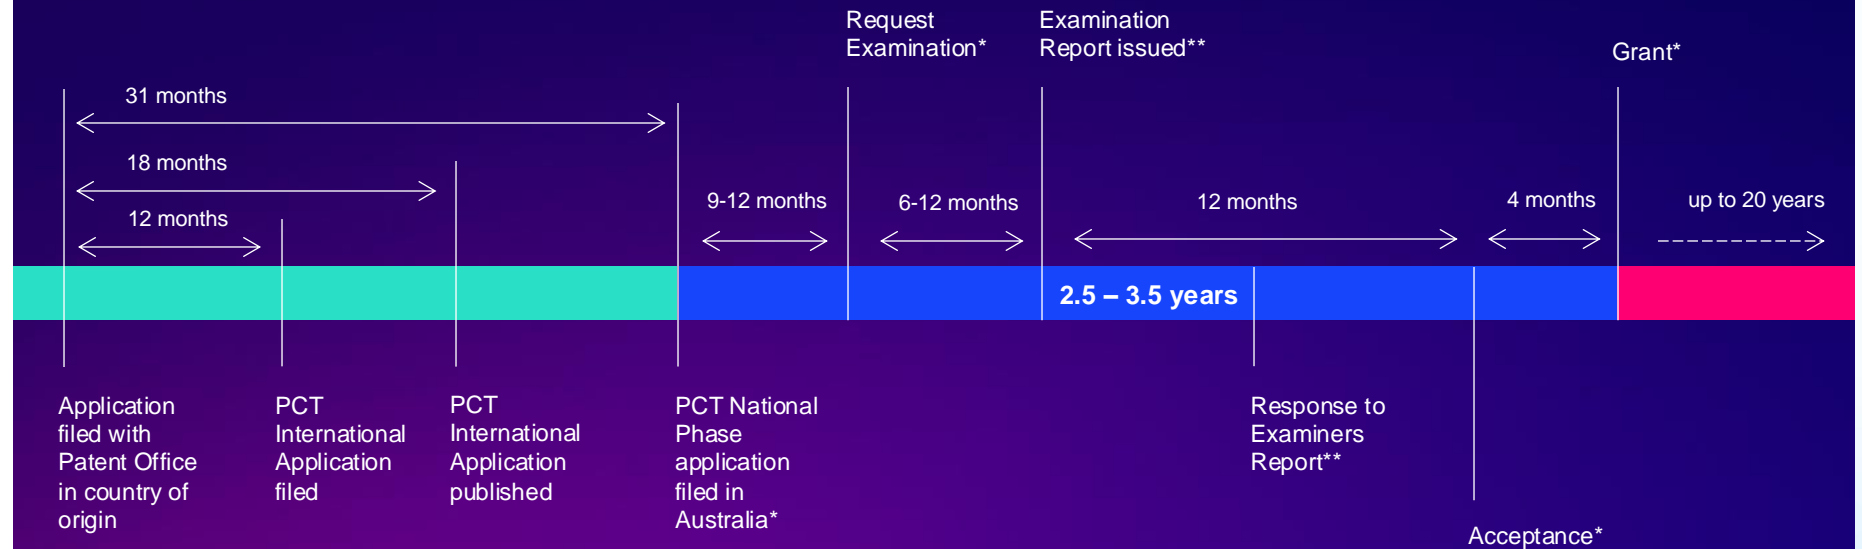 Request
Examination*
Examination
Report issued**
Grant*
31 months
18 months
12 months
9-12 months
6-12 months
12 months
4 months
up to 20 years
2.5 – 3.5 years
Application
filed with
Patent Office
in country of
origin
PCT
International
Application
filed
PCT
International
Application
published
PCT National
Phase
application
filed in
Australia*
Response to
Examiners
Report**
Acceptance*